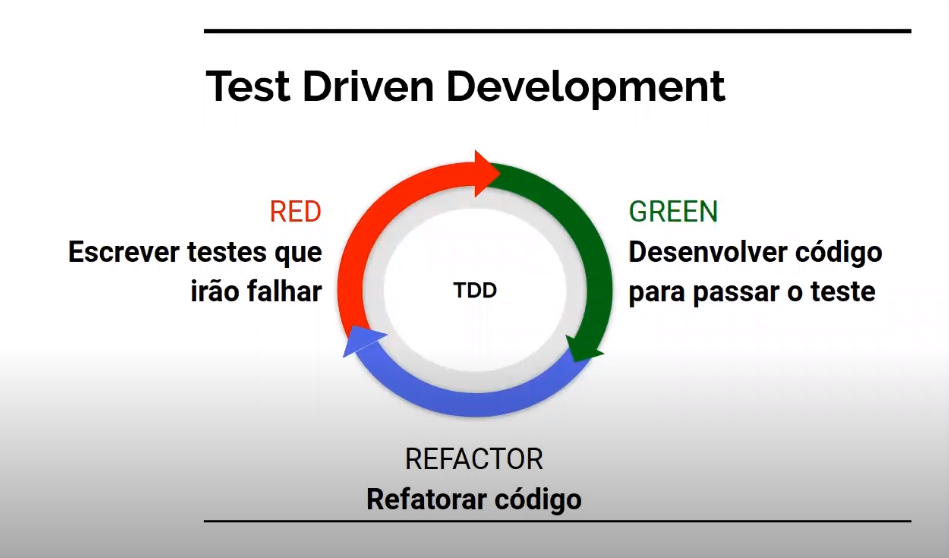 Test Driven Development
RED
Escrever testes que
irão falhar
TDD
GREEN
Desenvolver código
para passar o teste
REFACTOR
Refatorar código